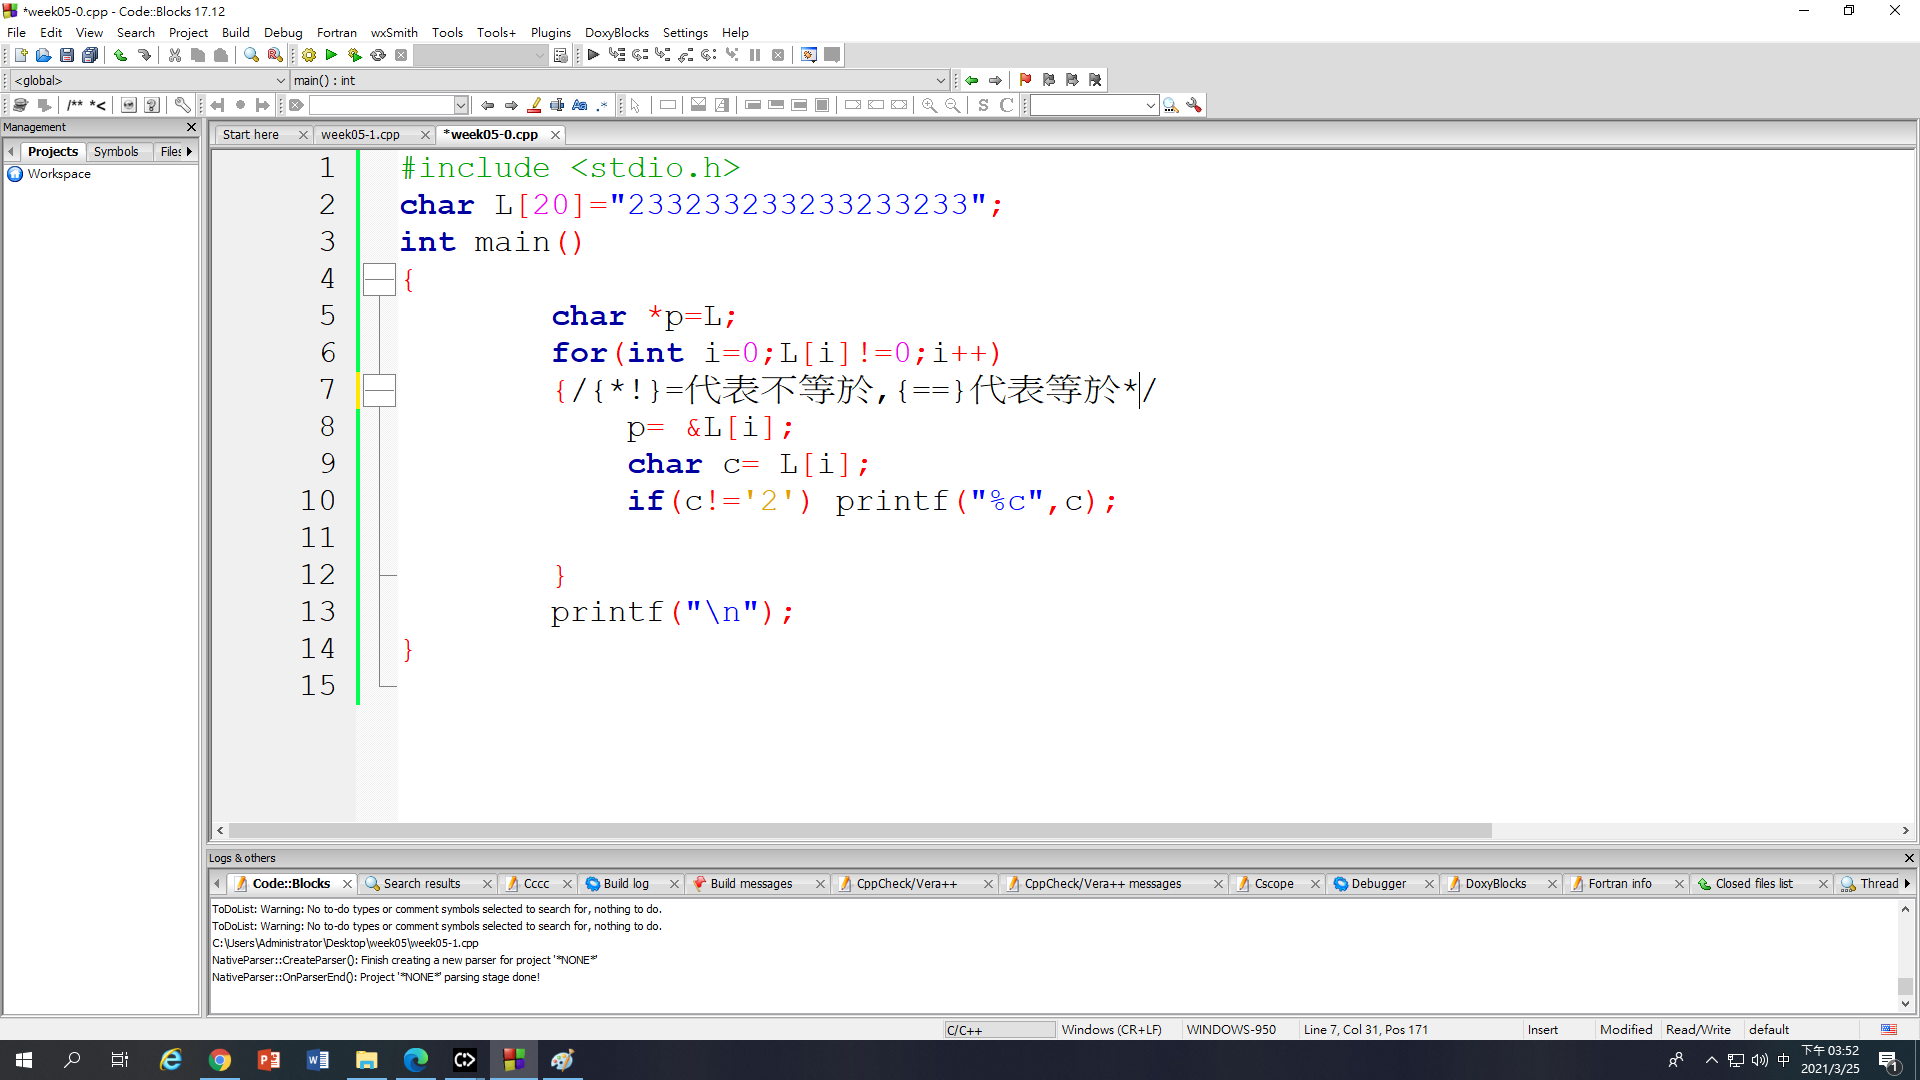 *week05-0.cpp - Code::Blocks 17.12
File Edit View Search Project Build Debug Fortran wxSmith Tools Tools+ Plugins DoxyBlocks Settings Help
<global> main() : int
/** *<
S C
Management
Projects Symbols Files
Workspace
Start here week05-1.cpp *week05-0.cpp
1 #include <stdio.h>
2 char L[20]="233233233233233233";
3 int main()
4 {
5 char *p=L;
6 for(int i=0;L[i]!=0;i++)
7 {/{*!}=代表不等於,{==}代表等於*/
8 p= &L[i];
9 char c= L[i];
10 if(c!='2') printf("%c",c);
11
12 }
13 printf("\n");
14 }
15
Logs & others
Code::Blocks Search results Cccc Build log Build messages CppCheck/Vera++ CppCheck/Vera++ messages Cscope Debugger DoxyBlocks Fortran info Closed files list Thread
ToDoList: Warning: No to-do types or comment symbols selected to search for, nothing to do.
ToDoList: Warning: No to-do types or comment symbols selected to search for, nothing to do.
C:\Users\Administrator\Desktop\week05\week05-1.cpp
NativeParser::CreateParser(): Finish creating a new parser for project '*NONE*'
NativeParser::OnParserEnd(): Project '*NONE*' parsing stage done!
C/C++ Windows (CR+LF) WINDOWS-950 Line 7, Col 31, Pos 171 Insert Modified Read/Write default
中 下午 03:52
2021/3/25
1